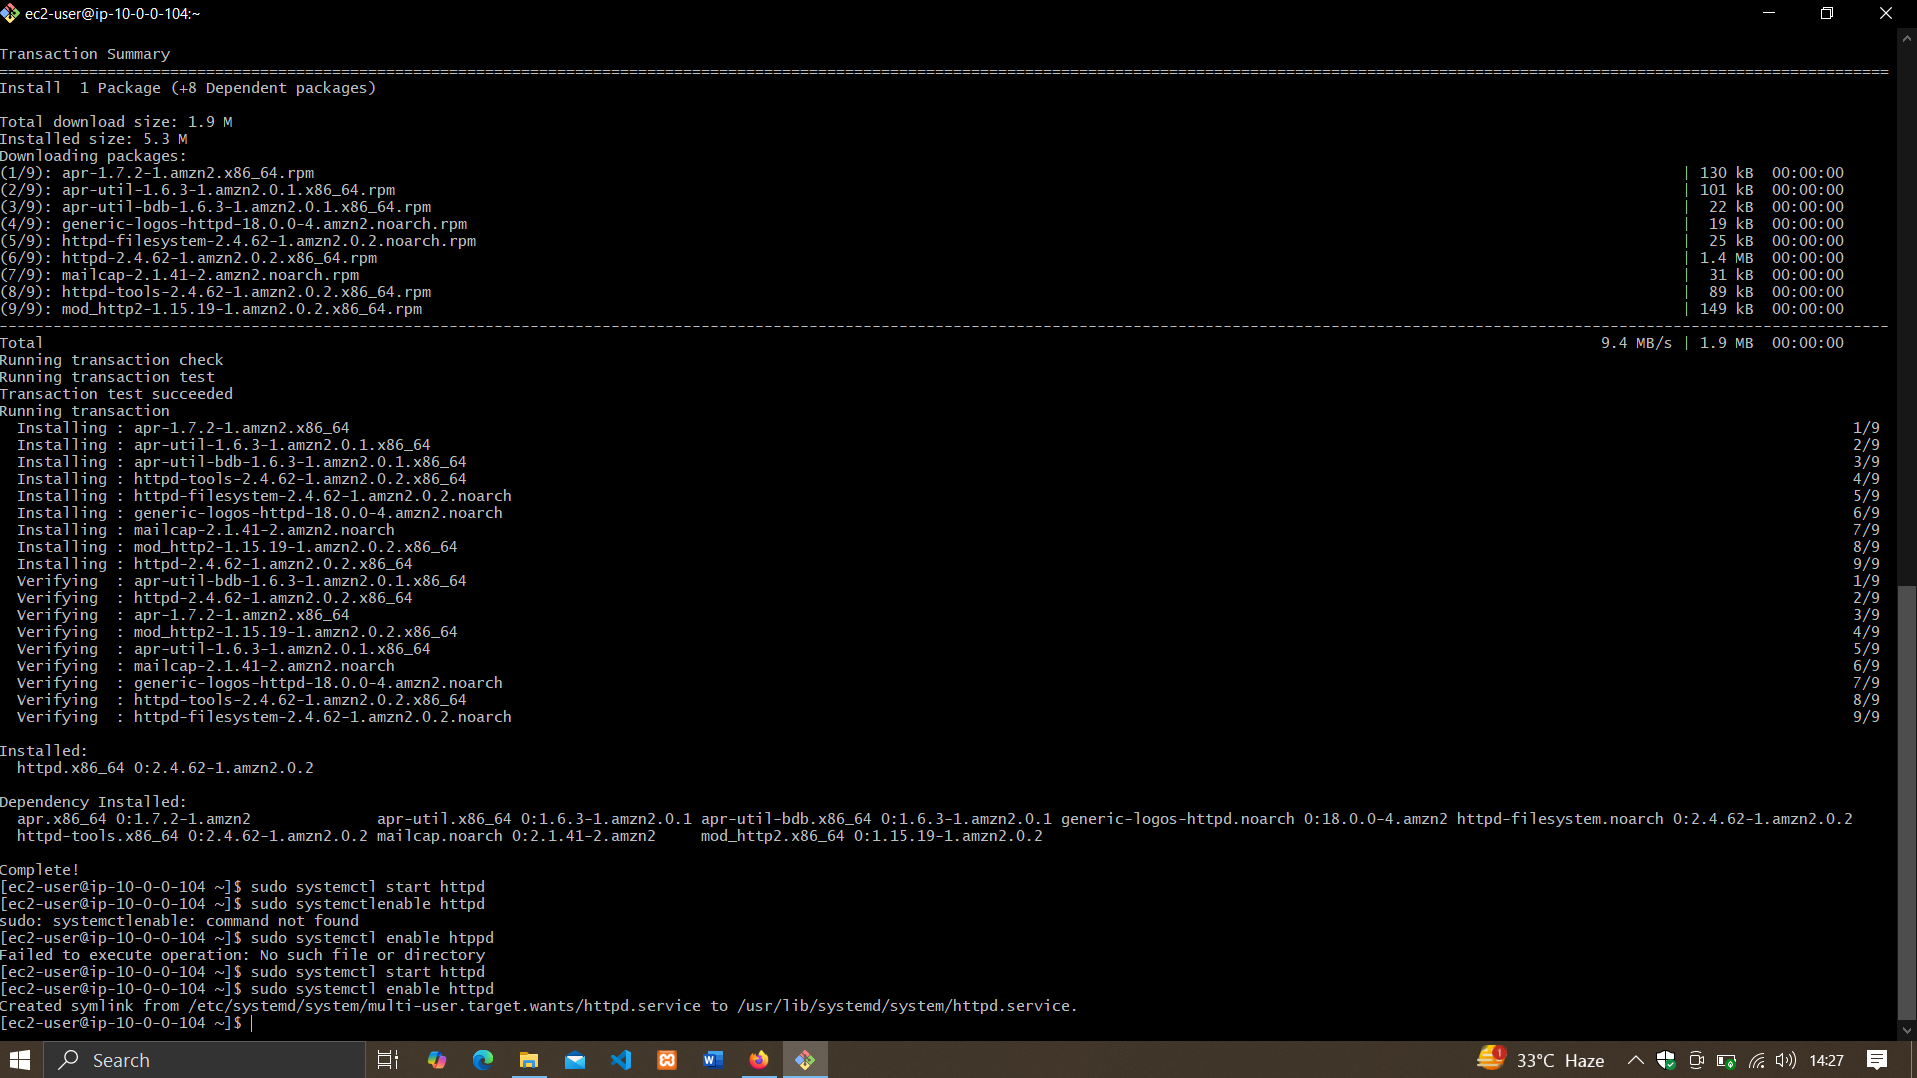 ec2-user@ip-10-0-0-104:~
Transaction Summary
================================================================================
Install  1 Package (+8 Dependent packages)
Total download size: 1.9 M
Installed size: 5.3 M
Downloading packages:
(1/9): apr-1.7.2-1.amzn2.x86_64.rpm | 130 kB  00:00:00
(2/9): apr-util-1.6.3-1.amzn2.0.1.x86_64.rpm | 101 kB  00:00:00
(3/9): apr-util-bdb-1.6.3-1.amzn2.0.1.x86_64.rpm | 22 kB  00:00:00
(4/9): generic-logos-httpd-18.0.0-4.amzn2.noarch.rpm | 19 kB  00:00:00
(5/9): httpd-filesystem-2.4.62-1.amzn2.0.2.noarch.rpm | 25 kB  00:00:00
(6/9): httpd-2.4.62-1.amzn2.0.2.x86_64.rpm | 1.4 MB  00:00:00
(7/9): mailcap-2.1.41-2.amzn2.noarch.rpm | 31 kB  00:00:00
(8/9): httpd-tools-2.4.62-1.amzn2.0.2.x86_64.rpm | 89 kB  00:00:00
(9/9): mod_http2-1.15.19-1.amzn2.0.2.x86_64.rpm | 149 kB  00:00:00
--------------------------------------------------------------------------------
Total 9.4 MB/s | 1.9 MB  00:00:00
Running transaction check
Running transaction test
Transaction test succeeded
Running transaction
  Installing : apr-1.7.2-1.amzn2.x86_64 1/9
  Installing : apr-util-1.6.3-1.amzn2.0.1.x86_64 2/9
  Installing : apr-util-bdb-1.6.3-1.amzn2.0.1.x86_64 3/9
  Installing : httpd-tools-2.4.62-1.amzn2.0.2.x86_64 4/9
  Installing : httpd-filesystem-2.4.62-1.amzn2.0.2.noarch 5/9
  Installing : generic-logos-httpd-18.0.0-4.amzn2.noarch 6/9
  Installing : mailcap-2.1.41-2.amzn2.noarch 7/9
  Installing : mod_http2-1.15.19-1.amzn2.0.2.x86_64 8/9
  Installing : httpd-2.4.62-1.amzn2.0.2.x86_64 9/9
  Verifying  : apr-util-bdb-1.6.3-1.amzn2.0.1.x86_64 1/9
  Verifying  : httpd-2.4.62-1.amzn2.0.2.x86_64 2/9
  Verifying  : apr-1.7.2-1.amzn2.x86_64 3/9
  Verifying  : mod_http2-1.15.19-1.amzn2.0.2.x86_64 4/9
  Verifying  : apr-util-1.6.3-1.amzn2.0.1.x86_64 5/9
  Verifying  : mailcap-2.1.41-2.amzn2.noarch 6/9
  Verifying  : generic-logos-httpd-18.0.0-4.amzn2.noarch 7/9
  Verifying  : httpd-tools-2.4.62-1.amzn2.0.2.x86_64 8/9
  Verifying  : httpd-filesystem-2.4.62-1.amzn2.0.2.noarch 9/9
Installed:
  httpd.x86_64 0:2.4.62-1.amzn2.0.2
Dependency Installed:
  apr.x86_64 0:1.7.2-1.amzn2 apr-util.x86_64 0:1.6.3-1.amzn2.0.1 apr-util-bdb.x86_64 0:1.6.3-1.amzn2.0.1 generic-logos-httpd.noarch 0:18.0.0-4.amzn2 httpd-filesystem.noarch 0:2.4.62-1.amzn2.0.2
  httpd-tools.x86_64 0:2.4.62-1.amzn2.0.2 mailcap.noarch 0:2.1.41-2.amzn2 mod_http2.x86_64 0:1.15.19-1.amzn2.0.2
Complete!
[ec2-user@ip-10-0-0-104 ~]$ sudo systemctl start httpd
[ec2-user@ip-10-0-0-104 ~]$ sudo systemctlenable httpd
sudo: systemctlenable: command not found
[ec2-user@ip-10-0-0-104 ~]$ sudo systemctl enable htppd
Failed to execute operation: No such file or directory
[ec2-user@ip-10-0-0-104 ~]$ sudo systemctl start httpd
[ec2-user@ip-10-0-0-104 ~]$ sudo systemctl enable httpd
Created symlink from /etc/systemd/system/multi-user.target.wants/httpd.service to /usr/lib/systemd/system/httpd.service.
[ec2-user@ip-10-0-0-104 ~]$
Search 1 33°C Haze 14:27